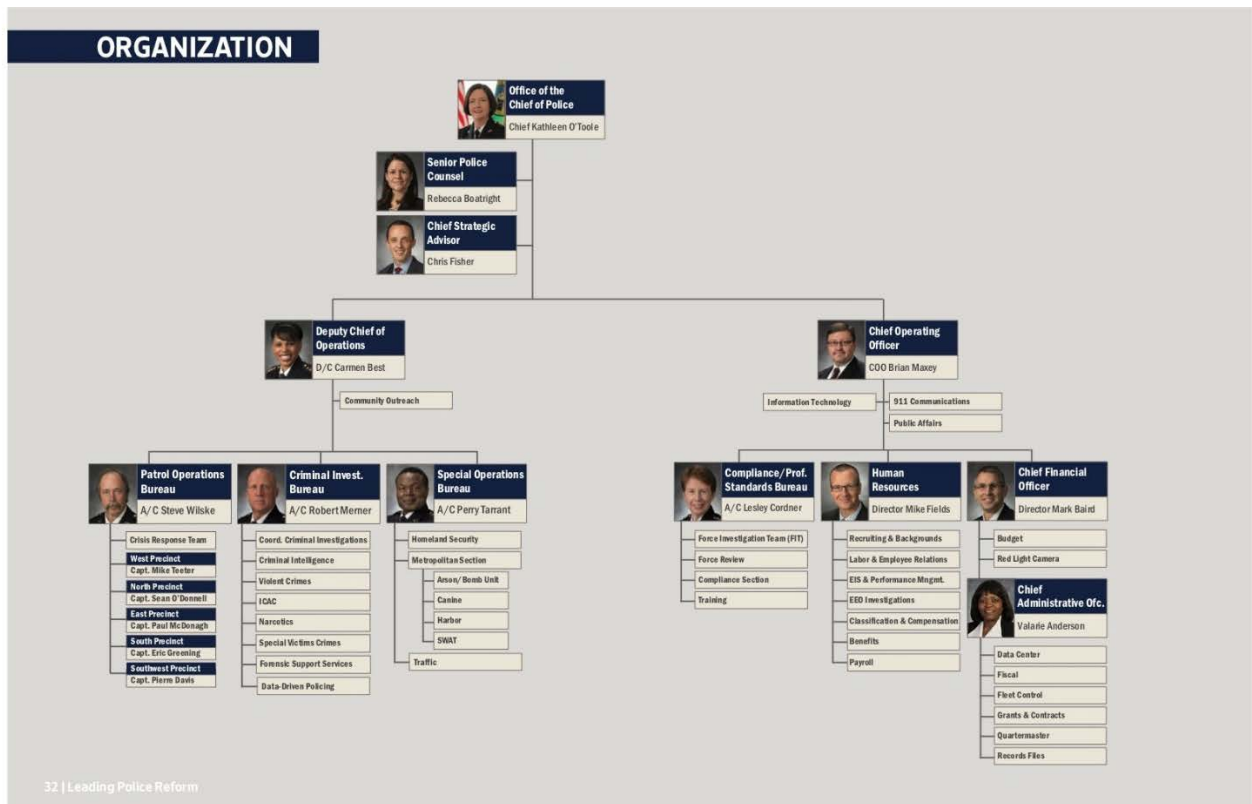 ORGANIZATION
Office of the
Chief of Police
Chief Kathleen O'Toole
Senior Police
Counsel
Rebecca Boatright
Chief Strategic
Advisor
Chris Fisher
Deputy Chief of
Operations
D/C Carmen Best
Community Outreach
Chief Operating
Officer
COO Brian Maxey
Information Technology
911 Communications
Public Affairs
Patrol Operations
Bureau
A/C Steve Wilske
Crisis Response Team
West Precinct
Capt. Mike Teeter
North Precinct
Capt. Sean O'Donnell
East Precinct
Capt. Paul McDonagh
South Precinct
Capt. Eric Greening
Southwest Precinct
Capt. Pierre Davis
Criminal Invest.
Bureau
A/C Robert Merner
Coord. Criminal Investigations
Criminal Intelligence
Violent Crimes
ICAC
Narcotics
Special Victims Crimes
Forensic Support Services
Data-Driven Policing
Special Operations
Bureau
A/C Perry Tarrant
Homeland Security
Metropolitan Section
Arson/Bomb Unit
Canine
Harbor
SWAT
Traffic
Compliance/Prof.
Standards Bureau
A/C Lesley Cordner
Force Investigation Team (FIT)
Force Review
Compliance Section
Training
Human
Resources
Director Mike Fields
Recruiting & Backgrounds
Labor & Employee Relations
EIS & Performance Mngmt.
EEO Investigations
Classification & Compensation
Benefits
Payroll
Chief Financial
Officer
Director Mark Baird
Budget
Red Light Camera
Chief
Administrative Ofc.
Valarie Anderson
Data Center
Fiscal
Fleet Control
Grants & Contracts
Quartermaster
Records Files
32 | Leading Police Reform